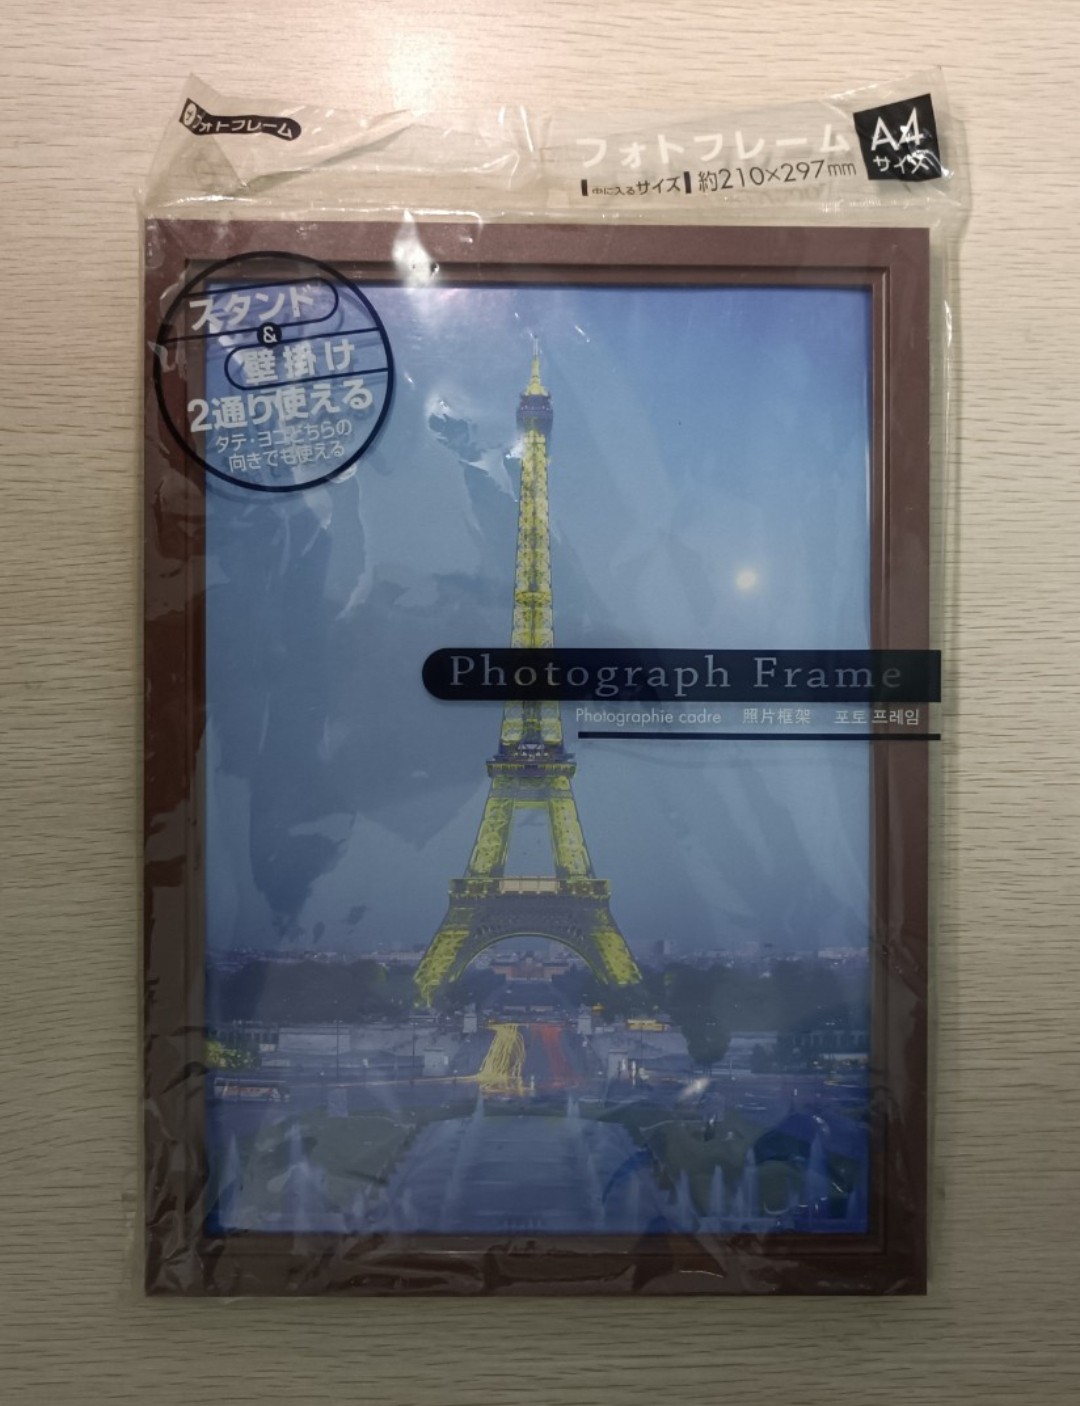 フォトフレーム
フォトフレーム
中に入るサイズ 約210×297mm
A4
サイズ
スタンド
&
壁掛け
2通り使える
タテ・ヨコどちらの
向きでも使える
Photograph Frame
Photographie cadre 照片框架 포토 프레임